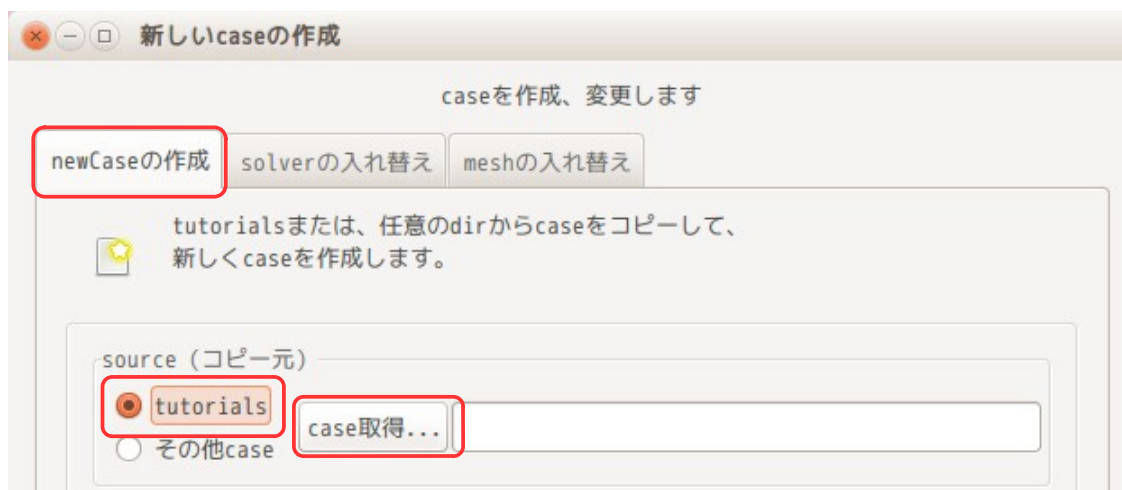 新しいcaseの作成
caseを作成、変更します
newCaseの作成 solverの入れ替え meshの入れ替え
tutorialsまたは、任意のdirからcaseをコピーして、
新しくcaseを作成します。
source (コピー元)
tutorials
case取得...
その他case